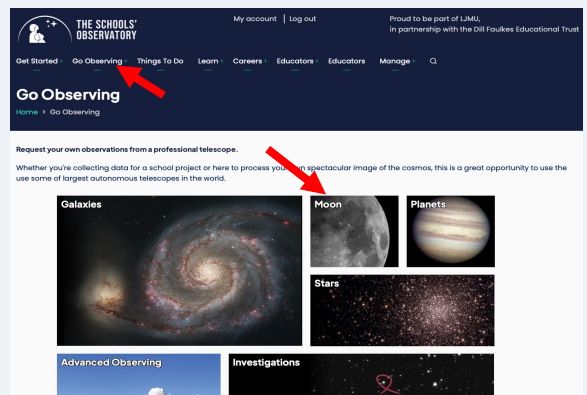 THE SCHOOLS'
OBSERVATORY
My account | Log out
Proud to be part of LJMU,
in partnership with the Dill Faulkes Educational Trust
Get Started + Go Observing + Things To Do Learn + Careers + Educators + Educators Manage +
Go Observing
Home > Go Observing
Request your own observations from a professional telescope.
Whether you're collecting data for a school project or here to process your own spectacular image of the cosmos, this is a great opportunity to use the
use some of largest autonomous telescopes in the world.
Galaxies
Moon
Planets
Stars
Advanced Observing
Investigations